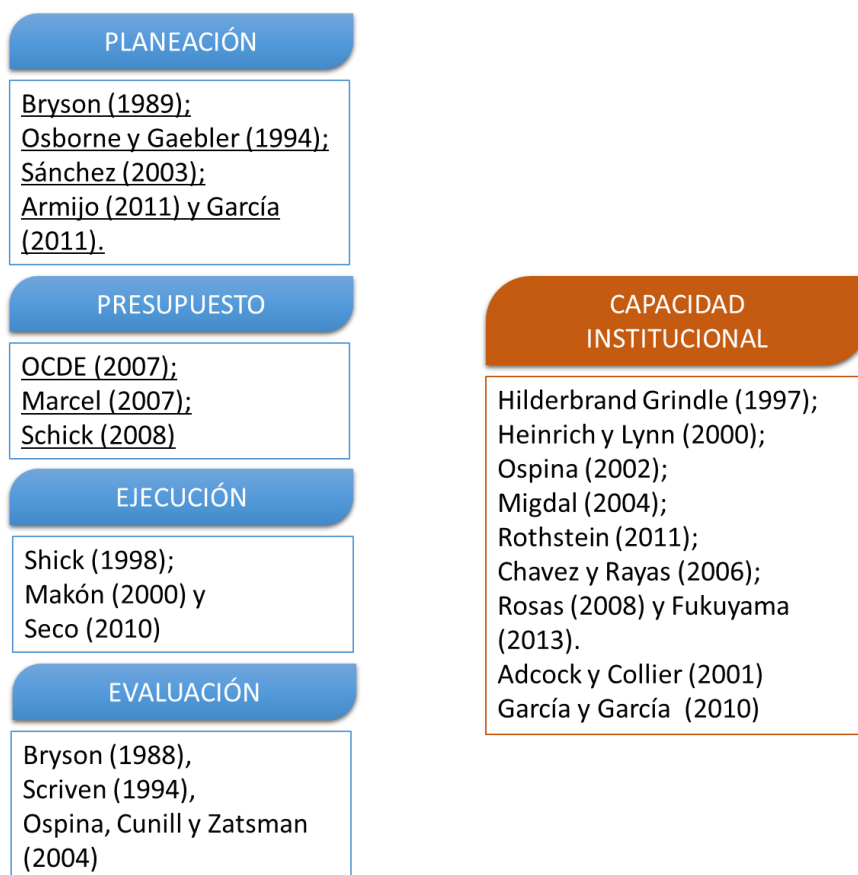 PLANEACIÓN
Bryson (1989);
Osborne y Gaebler (1994);
Sánchez (2003);
Armijo (2011) y García
(2011).
PRESUPUESTO
OCDE (2007);
Marcel (2007);
Schick (2008)
EJECUCIÓN
Shick (1998);
Makón (2000) y
Seco (2010)
EVALUACIÓN
Bryson (1988),
Scriven (1994),
Ospina, Cunill y Zatsman
(2004)
CAPACIDAD
INSTITUCIONAL
Hilderbrand Grindle (1997);
Heinrich y Lynn (2000);
Ospina (2002);
Migdal (2004);
Rothstein (2011);
Chavez y Rayas (2006);
Rosas (2008) y Fukuyama
(2013).
Adcock y Collier (2001)
García y García (2010)